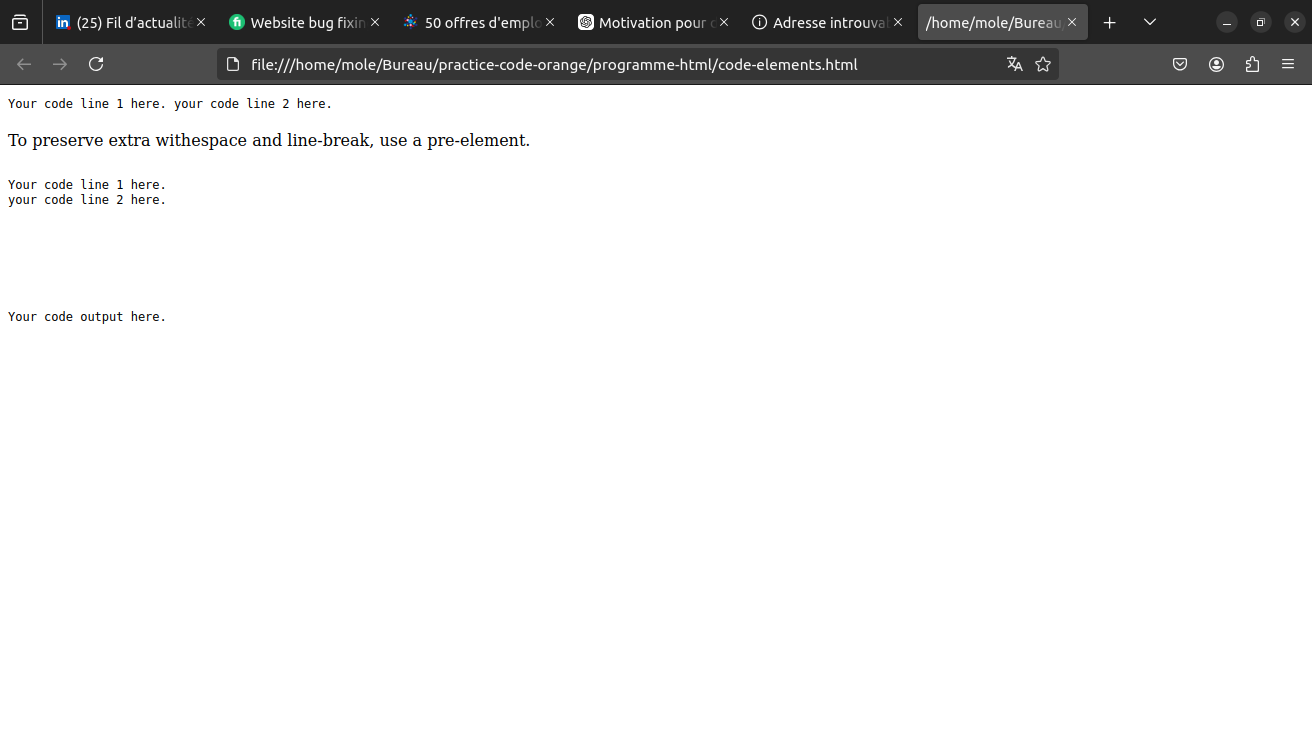 (25) Fil d’actualité
Website bug fixin
50 offres d'emplo
Motivation pour
Adresse introuva
/home/mole/Bureau/
file:///home/mole/Bureau/practice-code-orange/programme-html/code-elements.html
Your code line 1 here. your code line 2 here.
To preserve extra withespace and line-break, use a pre-element.
Your code line 1 here.
your code line 2 here.
Your code output here.